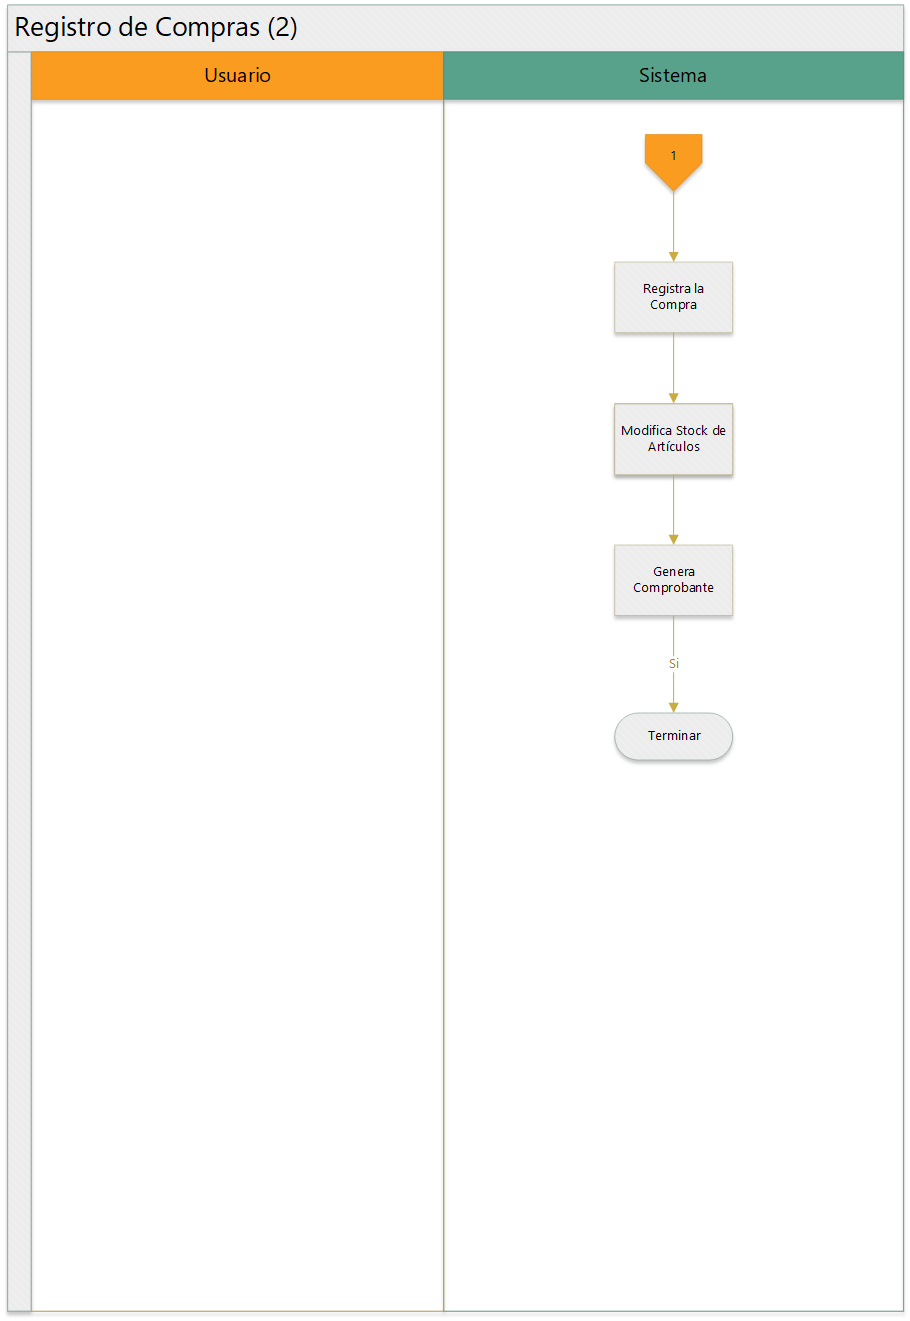 Registro de Compras (2)
Usuario
Sistema
1
Registra la
Compra
Modifica Stock de
Artículos
Genera
Comprobante
Si
Terminar